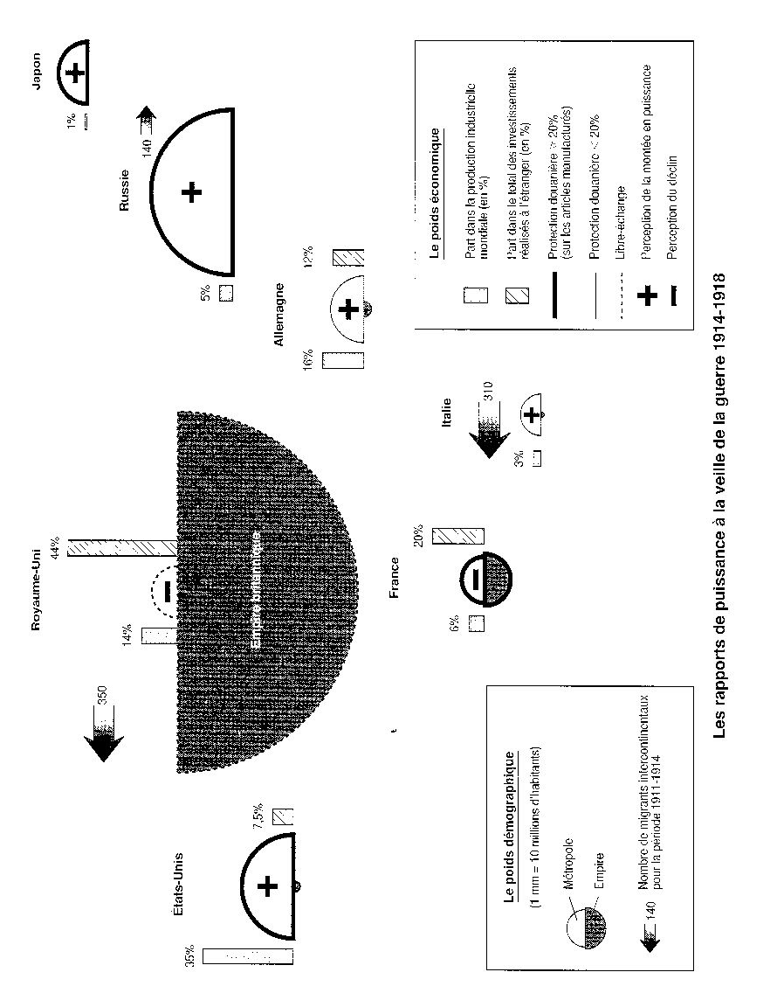 États-Unis
35%
7,5%
350
Royaume-Uni
14%
44%
Empire britannique
Allemagne
16%
12%
Russie
5%
140
Japon
1%
France
6%
20%
Italie
310
3%
Le poids démographique
(1 mm = 10 millions d'habitants)
Métropole
Empire
140
Nombre de migrants intercontinentaux
pour la période 1911-1914
Le poids économique
Part dans la production industrielle
mondiale (en %)
Part dans le total des investissements
réalisés à l'étranger (en %)
Protection douanière > 20%
(sur les articles manufacturés)
Protection douanière < 20%
Libre-échange
Perception de la montée en puissance
Perception du déclin
Les rapports de puissance à la veille de la guerre 1914-1918